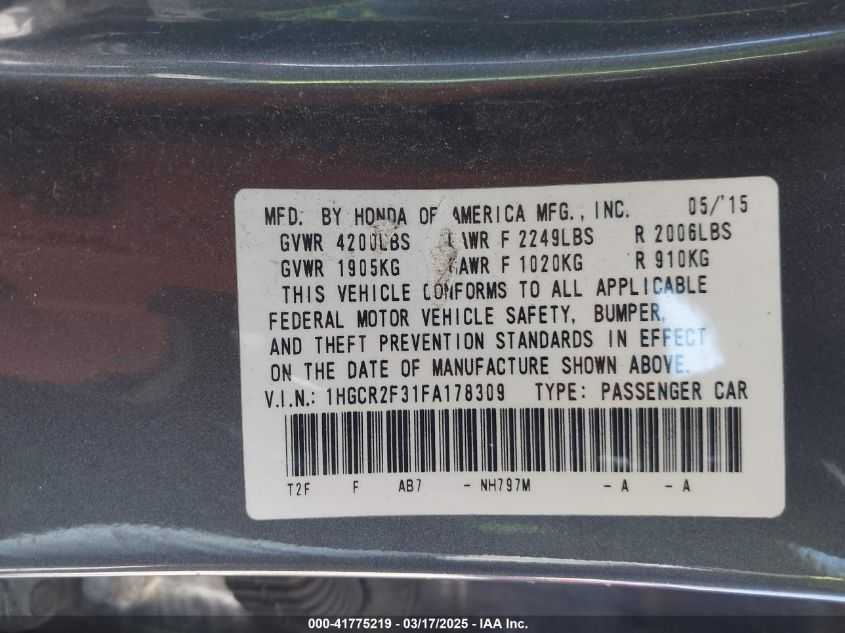 MFD. BY HONDA OF AMERICA MFG., INC. 05/'15
GVWR 4200LBS GAWR F 2249LBS R 2006LBS
GVWR 1905KG GAWR F 1020KG R 910KG
THIS VEHICLE CONFORMS TO ALL APPLICABLE
FEDERAL MOTOR VEHICLE SAFETY, BUMPER,
AND THEFT PREVENTION STANDARDS IN EFFECT
ON THE DATE OF MANUFACTURE SHOWN ABOVE.
V.I.N.: 1HGCR2F31FA178309 TYPE: PASSENGER CAR
T2F F AB7 - NH797M - A - A
000-41775219 - 03/17/2025 - IAA Inc.